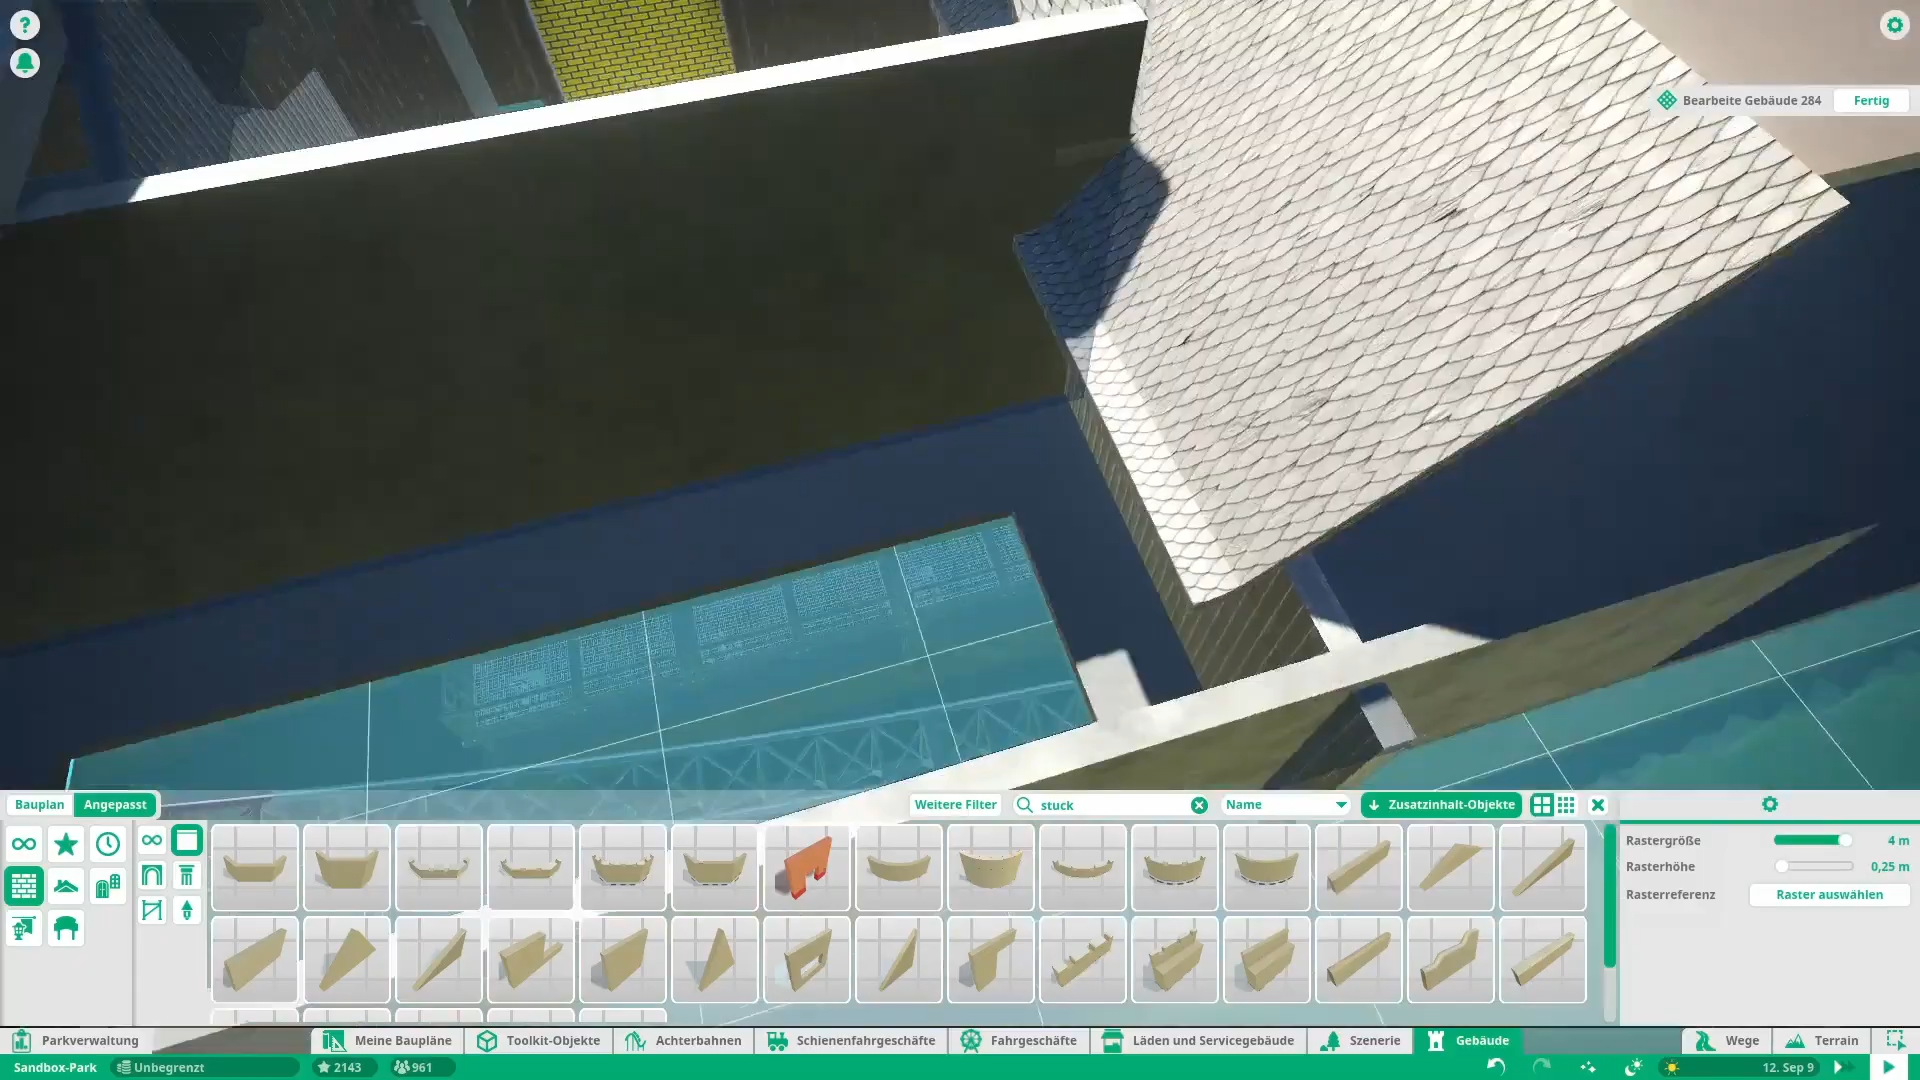 ?
Bearbeite Gebäude 284
Fertig
Bauplan
Angepasst
Weitere Filter
stuck
Name
Zusatzinhalt-Objekte
Rastergröße
4 m
Rasterhöhe
0,25 m
Rasterreferenz
Raster auswählen
Parkverwaltung
Meine Baupläne
Toolkit-Objekte
Achterbahnen
Schienenfahrgeschäfte
Fahrgeschäfte
Läden und Servicegebäude
Szenerie
Gebäude
Wege
Terrain
Sandbox-Park
Unbegrenzt
2143
961
12. Sep 9